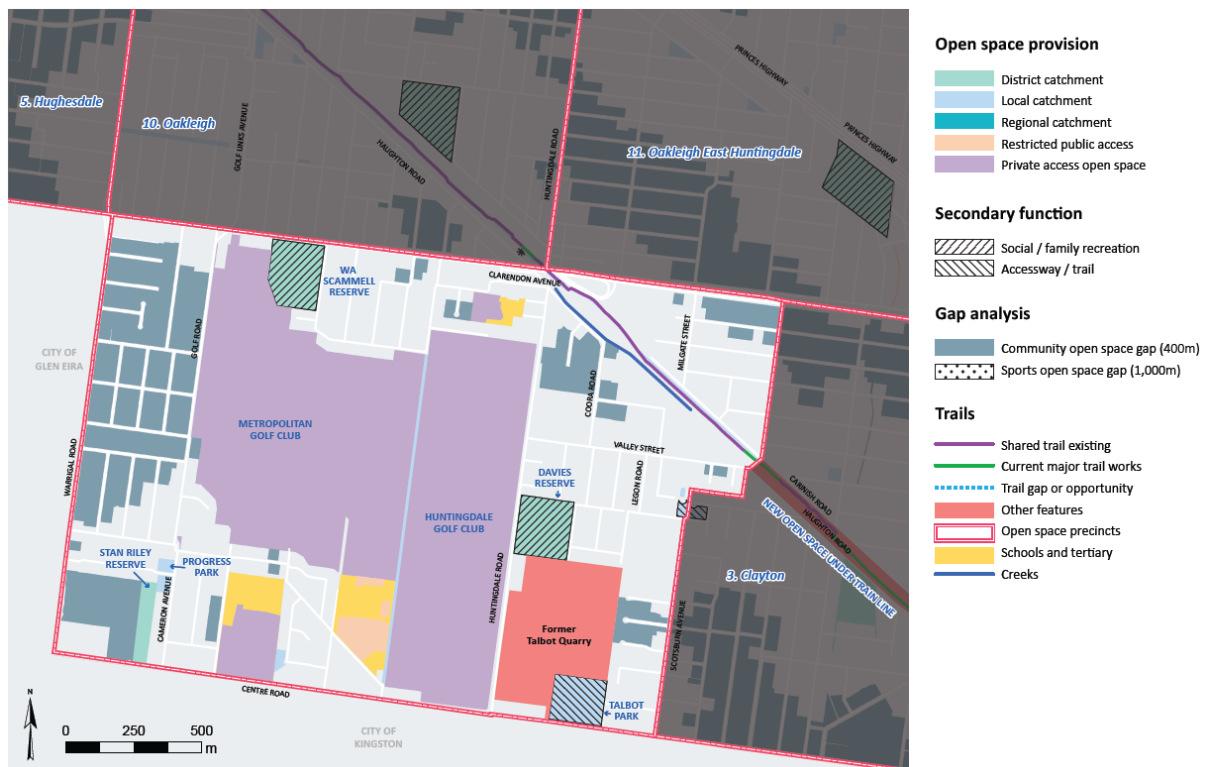 5. Hughesdale
10. Oakleigh
GOLF LINKS AVENUE
HAUGHTON ROAD
HUNTINGDALE ROAD
PRINCES HIGHWAY
PRINCES HIGHWAY
11. Oakleigh East Huntingdale
WA
SCAMMELL
RESERVE
CLARENDON AVENUE
CITY OF
GLEN EIRA
GOLF ROAD
MILGATE STREET
COORA ROAD
WARRIGAL ROAD
METROPOLITAN
GOLF CLUB
VALLEY STREET
LEGON ROAD
DAVIES
RESERVE
HUNTINGDALE
GOLF CLUB
CARINISH ROAD
HAUGHTON ROAD
NEW OPEN SPACE UNDER TRAIN LINE
STAN RILEY
RESERVE
PROGRESS
PARK
CAMERON AVENUE
HUNTINGDALE ROAD
3. Clayton
Former
Talbot Quarry
SCOTSBURN AVENUE
CENTRE ROAD
TALBOT
PARK
CITY OF
KINGSTON
N
0 250 500
m
Open space provision
District catchment
Local catchment
Regional catchment
Restricted public access
Private access open space
Secondary function
Social / family recreation
Accessway / trail
Gap analysis
Community open space gap (400m)
Sports open space gap (1,000m)
Trails
Shared trail existing
Current major trail works
Trail gap or opportunity
Other features
Open space precincts
Schools and tertiary
Creeks